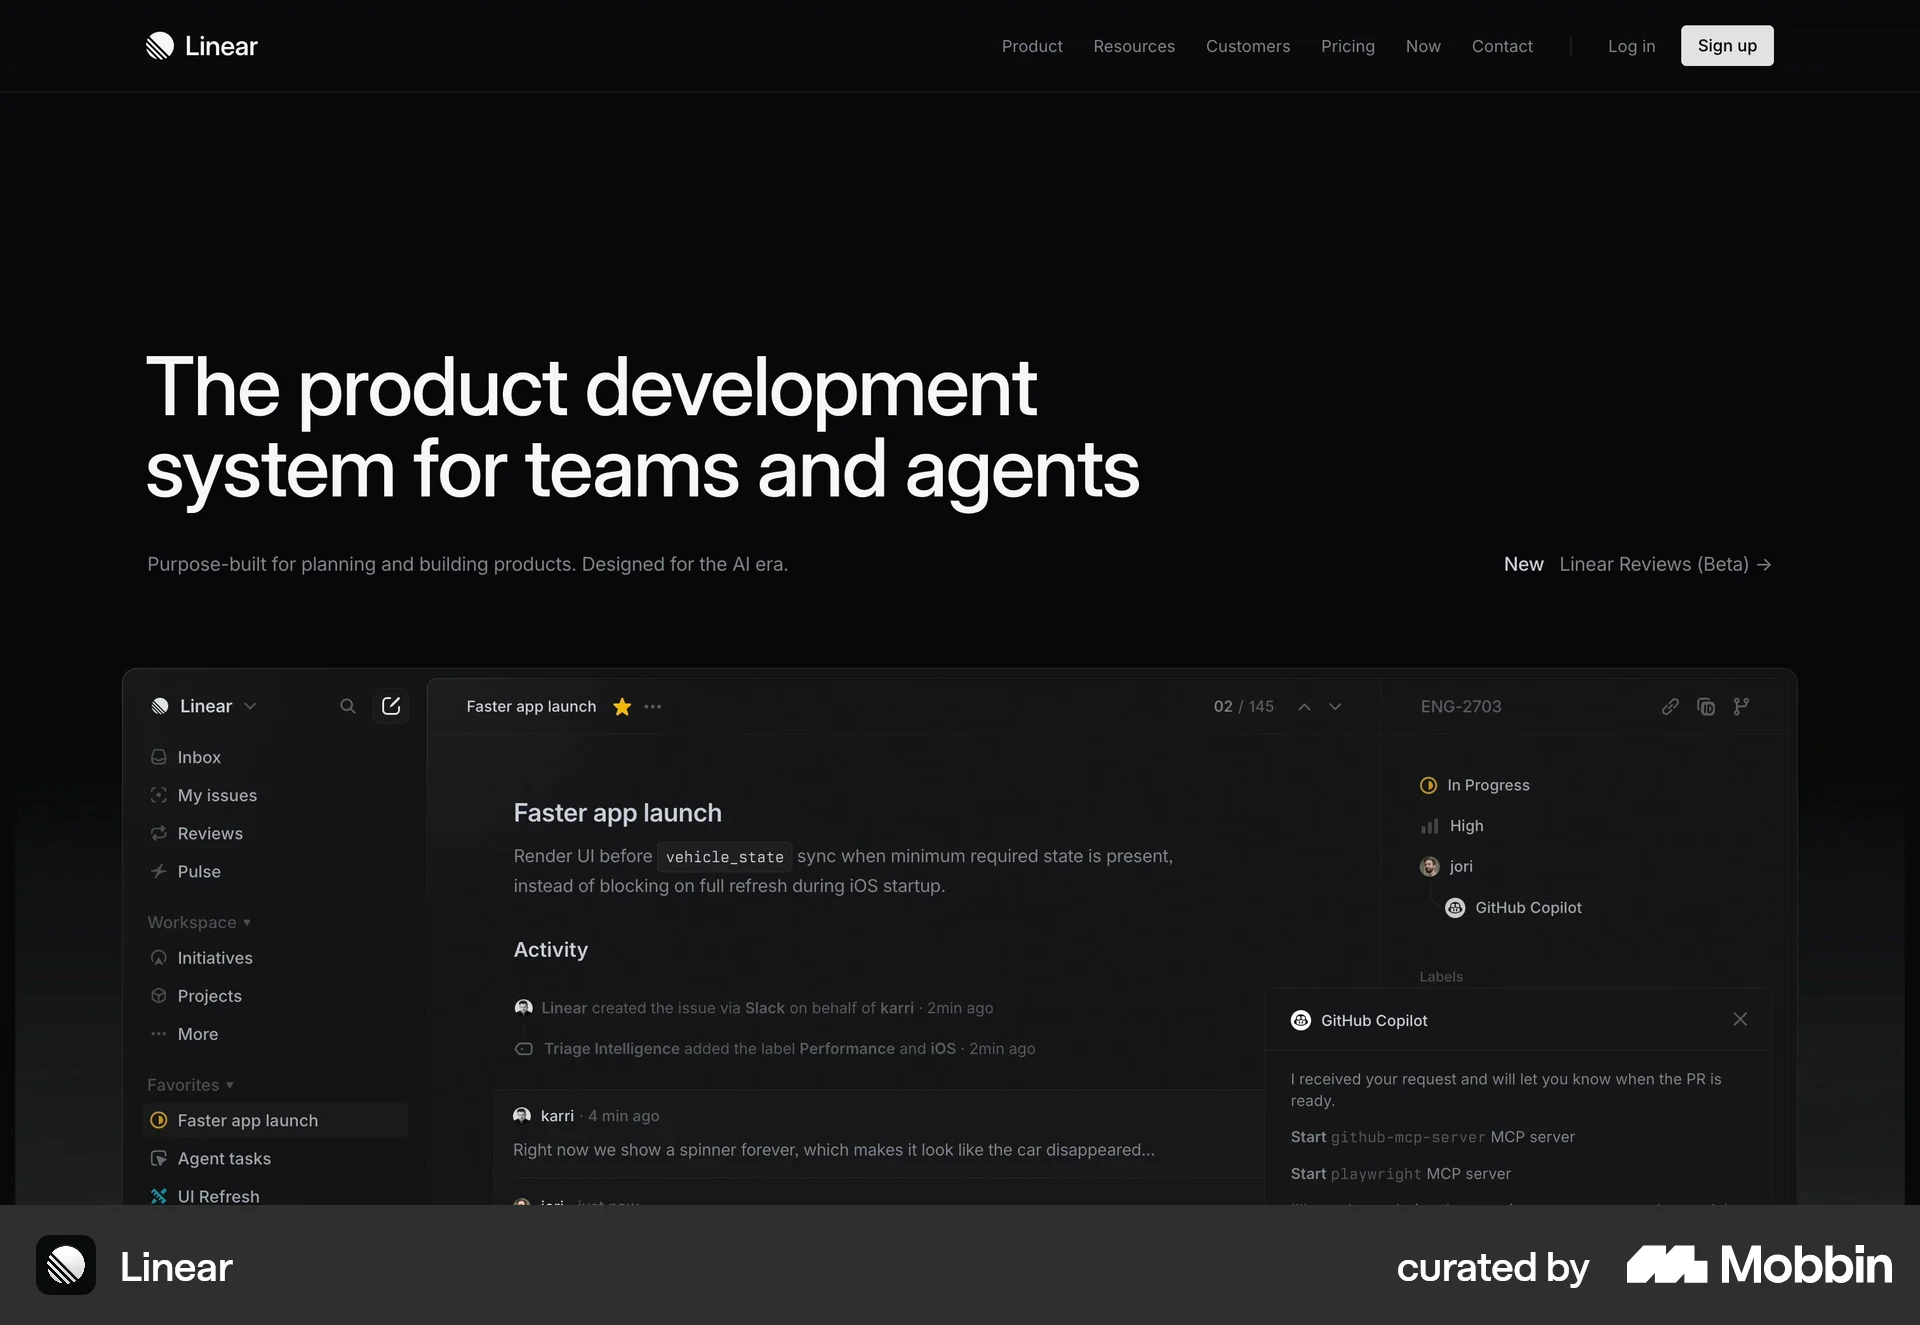 Linear
Product
Resources
Customers
Pricing
Now
Contact
Log in
Sign up
The product development
system for teams and agents
Purpose-built for planning and building products. Designed for the AI era.
New Linear Reviews (Beta) →
Linear
Inbox
My issues
Reviews
Pulse
Workspace
Initiatives
Projects
More
Favorites
Faster app launch
Agent tasks
UI Refresh
Faster app launch
02 / 145
Faster app launch
Render UI before vehicle_state sync when minimum required state is present,
instead of blocking on full refresh during iOS startup.
Activity
Linear created the issue via Slack on behalf of karri · 2min ago
Triage Intelligence added the label Performance and iOS · 2min ago
karri · 4 min ago
Right now we show a spinner forever, which makes it look like the car disappeared...
jori · just now
ENG-2703
In Progress
High
jori
GitHub Copilot
Labels
GitHub Copilot
I received your request and will let you know when the PR is
ready.
Start github-mcp-server MCP server
Start playwright MCP server
Linear
curated by Mobbin